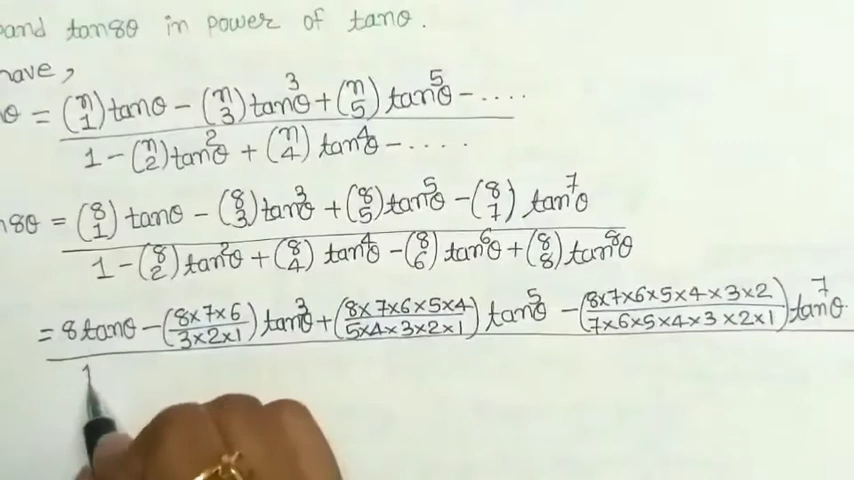 and tan8θ in power of tanθ.
have,
θ = (n 1) tanθ - (n 3) tan³θ + (n 5) tan⁵θ - ....
1 - (n 2) tan²θ + (n 4) tan⁴θ - ....
8θ = (8 1) tanθ - (8 3) tan³θ + (8 5) tan⁵θ - (8 7) tan⁷θ
1 - (8 2) tan²θ + (8 4) tan⁴θ - (8 6) tan⁶θ + (8 8) tan⁸θ
= 8tanθ - (8×7×6 / 3×2×1) tan³θ + (8×7×6×5×4 / 5×4×3×2×1) tan⁵θ - (8×7×6×5×4×3×2 / 7×6×5×4×3×2×1) tan⁷θ
1